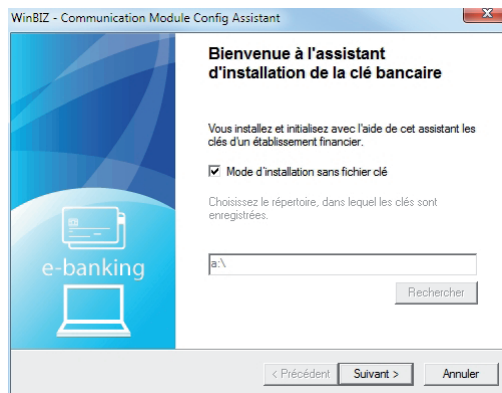 WinBIZ - Communication Module Config Assistant
Bienvenue à l'assistant
d'installation de la clé bancaire
Vous installez et initialisez avec l'aide de cet assistant les
clés d'un établissement financier.
Mode d'installation sans fichier clé
Choisissez le répertoire, dans lequel les clés sont
enregistrées.
a:\
Rechercher
e-banking
< Précédent Suivant > Annuler